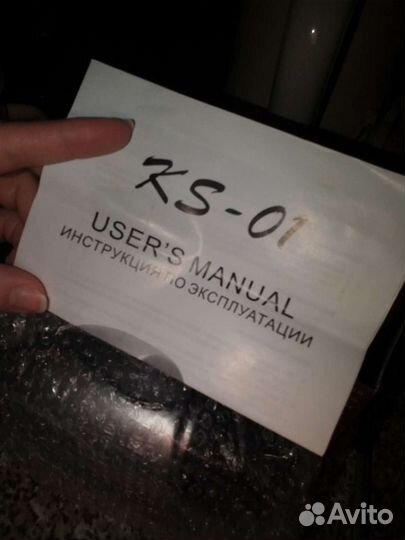 KS-01
USER'S MANUAL
ИНСТРУКЦИЯ ПО ЭКСПЛУАТАЦИИ
Avito